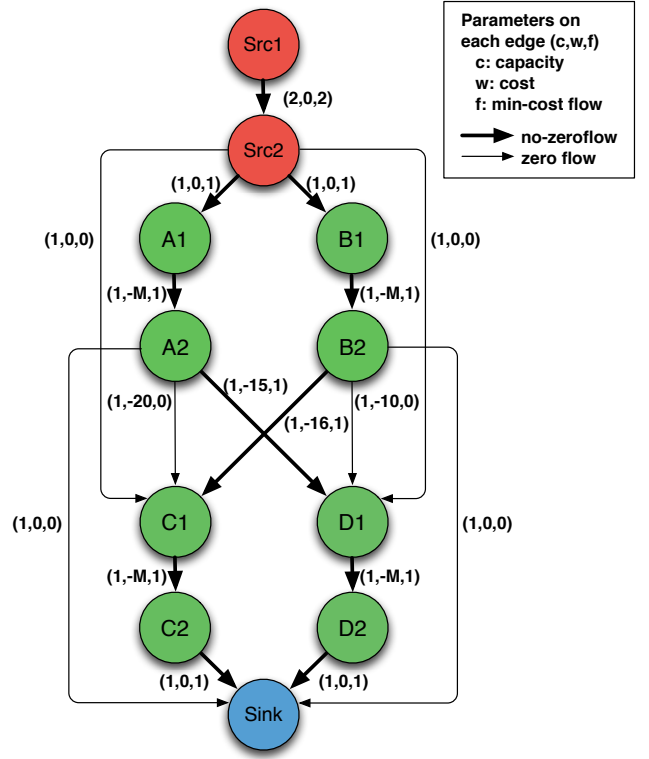 Parameters on
each edge (c,w,f)
c: capacity
w: cost
f: min-cost flow
no-zeroflow
zero flow
Src1
(2,0,2)
Src2
(1,0,1)
(1,0,1)
(1,0,0)
A1
B1
(1,0,0)
(1,-M,1)
(1,-M,1)
A2
B2
(1,-20,0)
(1,-15,1)
(1,-16,1)
(1,-10,0)
(1,0,0)
C1
D1
(1,0,0)
(1,-M,1)
(1,-M,1)
C2
D2
(1,0,1)
(1,0,1)
Sink